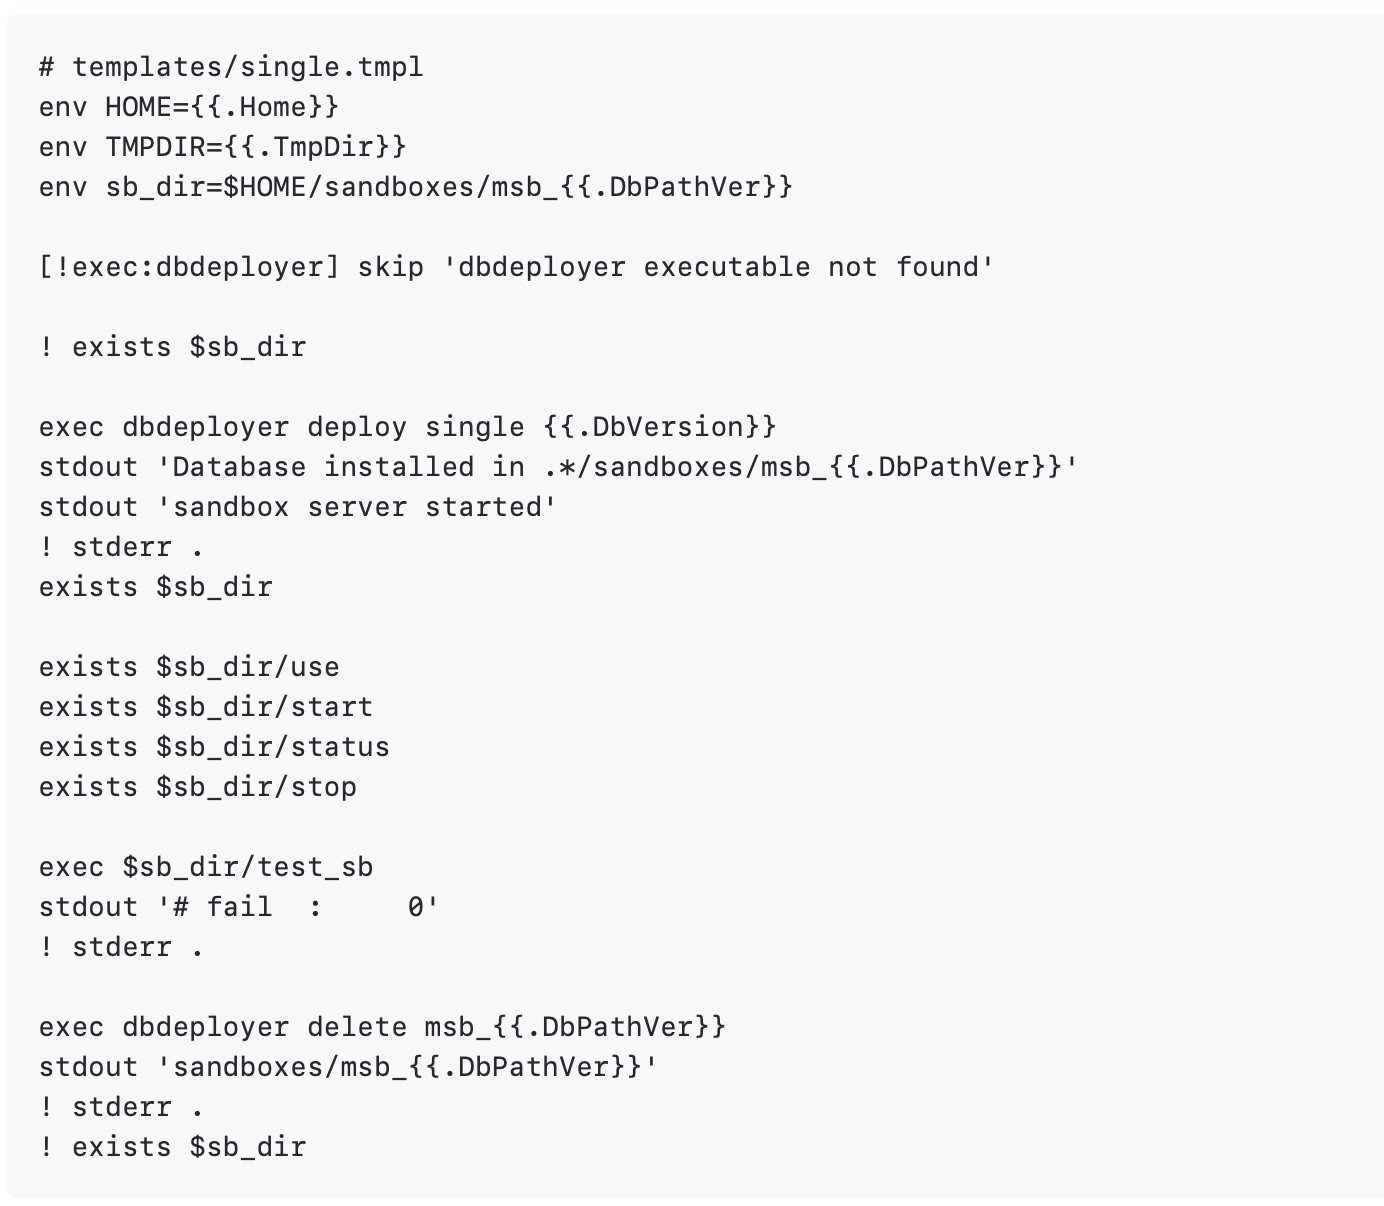 # templates/single.tmpl
env HOME={{.Home}}
env TMPDIR={{.TmpDir}}
env sb_dir=$HOME/sandboxes/msb_{{.DbPathVer}}

[!exec:dbdeployer] skip 'dbdeployer executable not found'

! exists $sb_dir

exec dbdeployer deploy single {{.DbVersion}}
stdout 'Database installed in .*/sandboxes/msb_{{.DbPathVer}}'
stdout 'sandbox server started'
! stderr .
exists $sb_dir

exists $sb_dir/use
exists $sb_dir/start
exists $sb_dir/status
exists $sb_dir/stop

exec $sb_dir/test_sb
stdout '# fail  :     0'
! stderr .

exec dbdeployer delete msb_{{.DbPathVer}}
stdout 'sandboxes/msb_{{.DbPathVer}}'
! stderr .
! exists $sb_dir